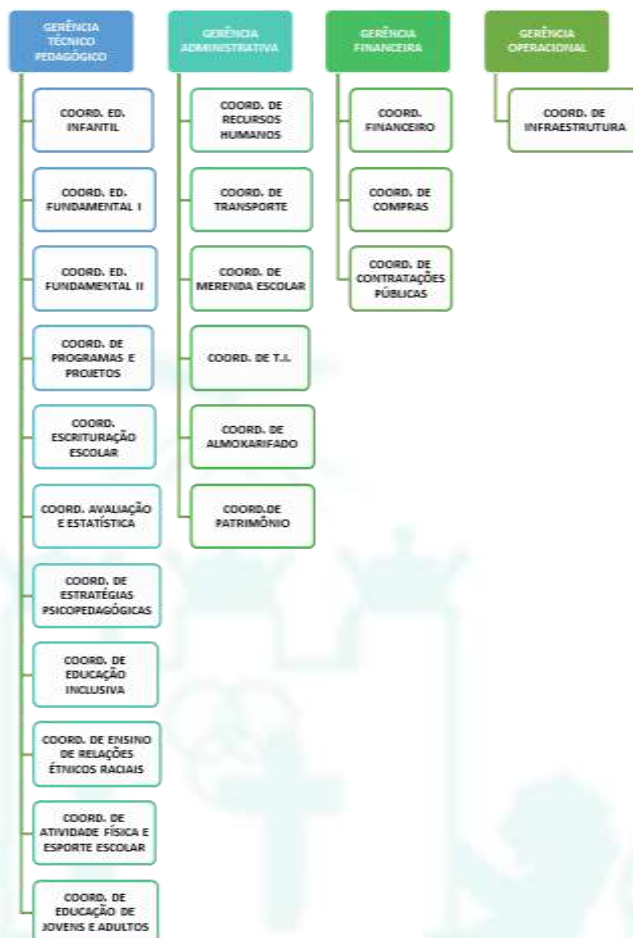 GERÊNCIA
TÉCNICO
PEDAGÓGICO
COORD. ED.
INFANTIL
COORD. ED.
FUNDAMENTAL I
COORD. ED.
FUNDAMENTAL II
COORD. DE
PROGRAMAS E
PROJETOS
COORD.
ESCRITURAÇÃO
ESCOLAR
COORD. AVALIAÇÃO
E ESTATÍSTICA
COORD. DE
ESTRATÉGIAS
PSICOPEDAGÓGICAS
COORD. DE
EDUCAÇÃO
INCLUSIVA
COORD. DE ENSINO
DE RELAÇÕES
ÉTNICOS RACIAIS
COORD. DE
ATIVIDADE FÍSICA E
ESPORTE ESCOLAR
COORD. DE
EDUCAÇÃO DE
JOVENS E ADULTOS
GERÊNCIA
ADMINISTRATIVA
COORD. DE
RECURSOS
HUMANOS
COORD. DE
TRANSPORTE
COORD. DE
MERENDA ESCOLAR
COORD. DE T.I.
COORD. DE
ALMOXARIFADO
COORD.DE
PATRIMÔNIO
GERÊNCIA
FINANCEIRA
COORD.
FINANCEIRO
COORD. DE
COMPRAS
COORD. DE
CONTRATAÇÕES
PÚBLICAS
GERÊNCIA
OPERACIONAL
COORD. DE
INFRAESTRUTURA